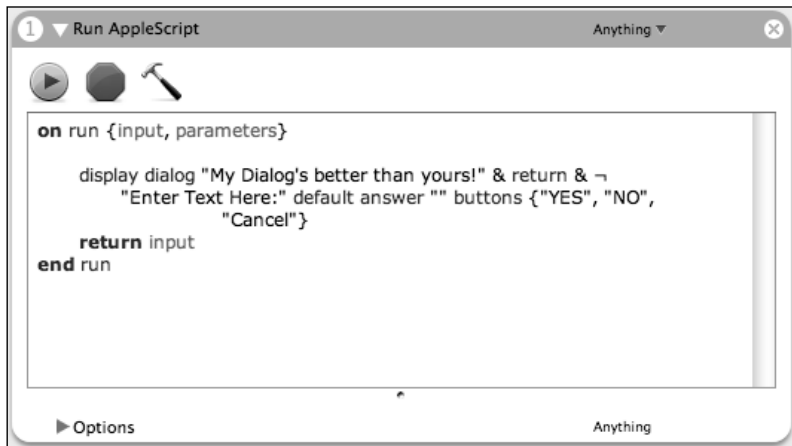 1 Run AppleScript Anything
on run {input, parameters}
display dialog "My Dialog's better than yours!" & return & ¬
"Enter Text Here:" default answer "" buttons {"YES", "NO",
"Cancel"}
return input
end run
Options Anything